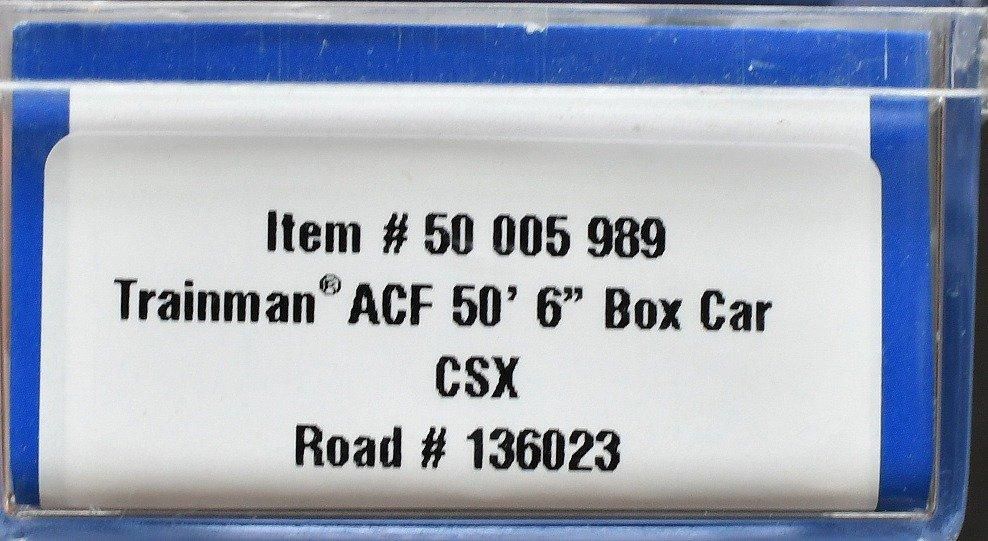 Item # 50 005 989
Trainman® ACF 50’ 6” Box Car
CSX
Road # 136023